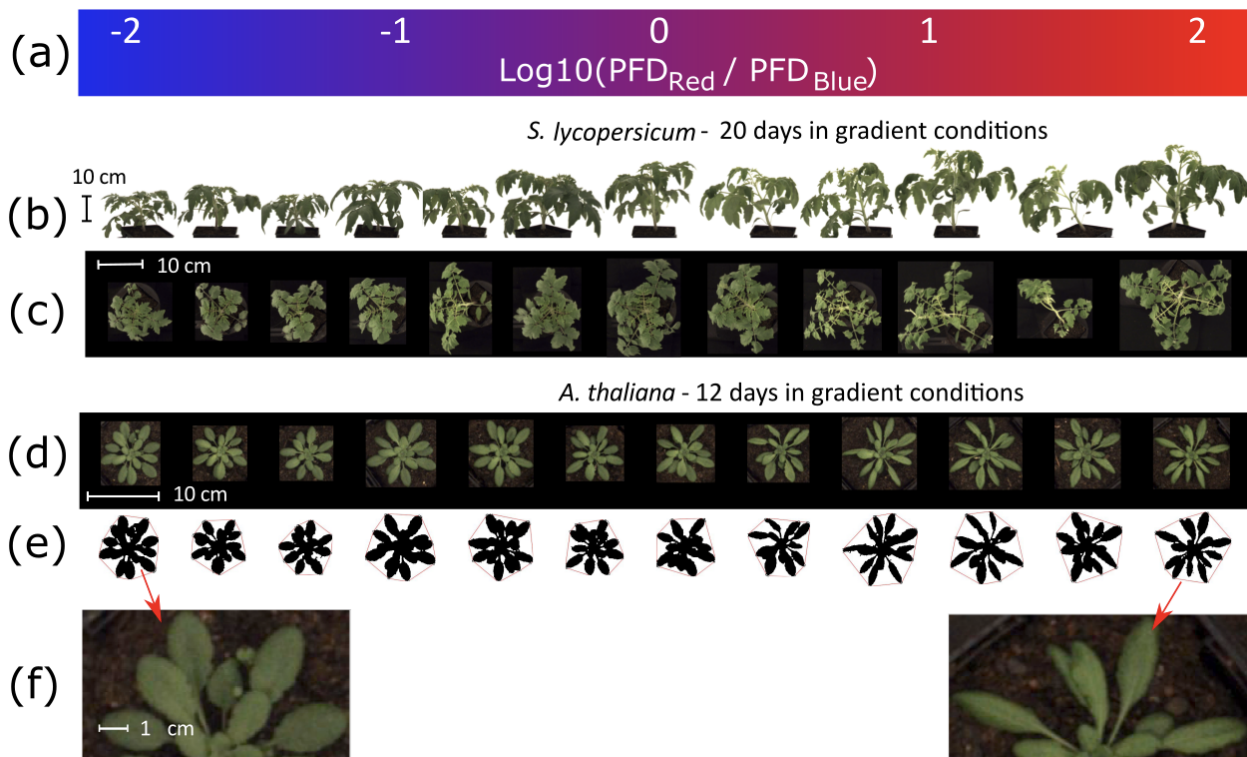 (a)
-2 -1 0 1 2
Log10(PFDRed / PFDBlue)
S. lycopersicum - 20 days in gradient conditions
10 cm
(b)
10 cm
(c)
A. thaliana - 12 days in gradient conditions
(d)
10 cm
(e)
(f)
1 cm